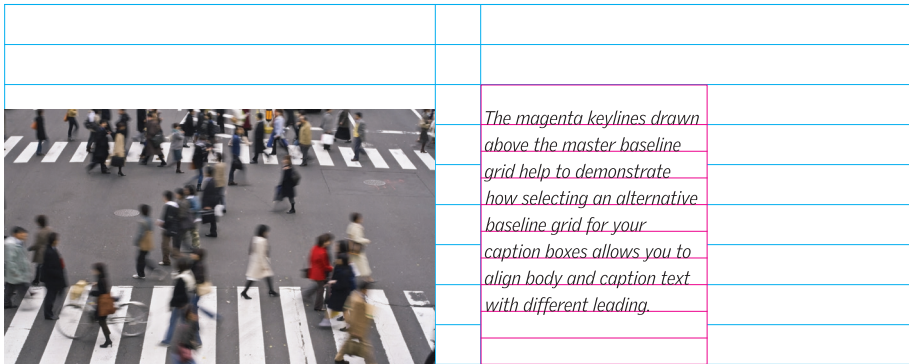 The magenta keylines drawn
above the master baseline
grid help to demonstrate
how selecting an alternative
baseline grid for your
caption boxes allows you to
align body and caption text
with different leading.